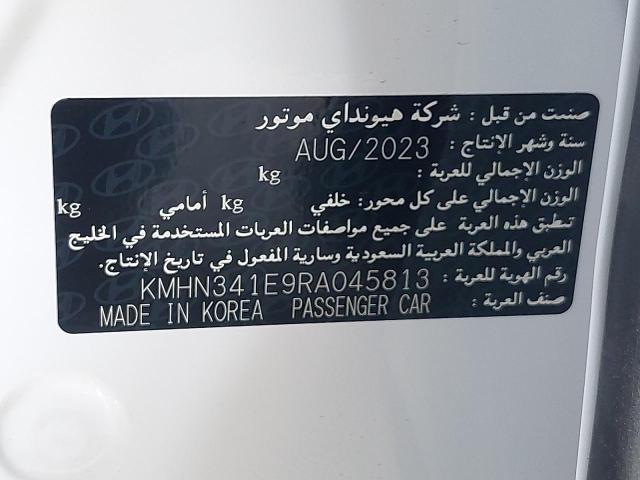 صنعت من قبل : شركة هيونداي موتور
سنة وشهر الإنتاج : AUG/2023
الوزن الإجمالي للعربة : kg
الوزن الإجمالي على كل محور: خلفي kg أمامي kg
تنطبق هذه العربة على جميع مواصفات العربات المستخدمة في الخليج
العربي والمملكة العربية السعودية وسارية المفعول في تاريخ الإنتاج.
رقم الهوية للعربة : KMHN341E9RA045813
صنف العربة : MADE IN KOREA PASSENGER CAR